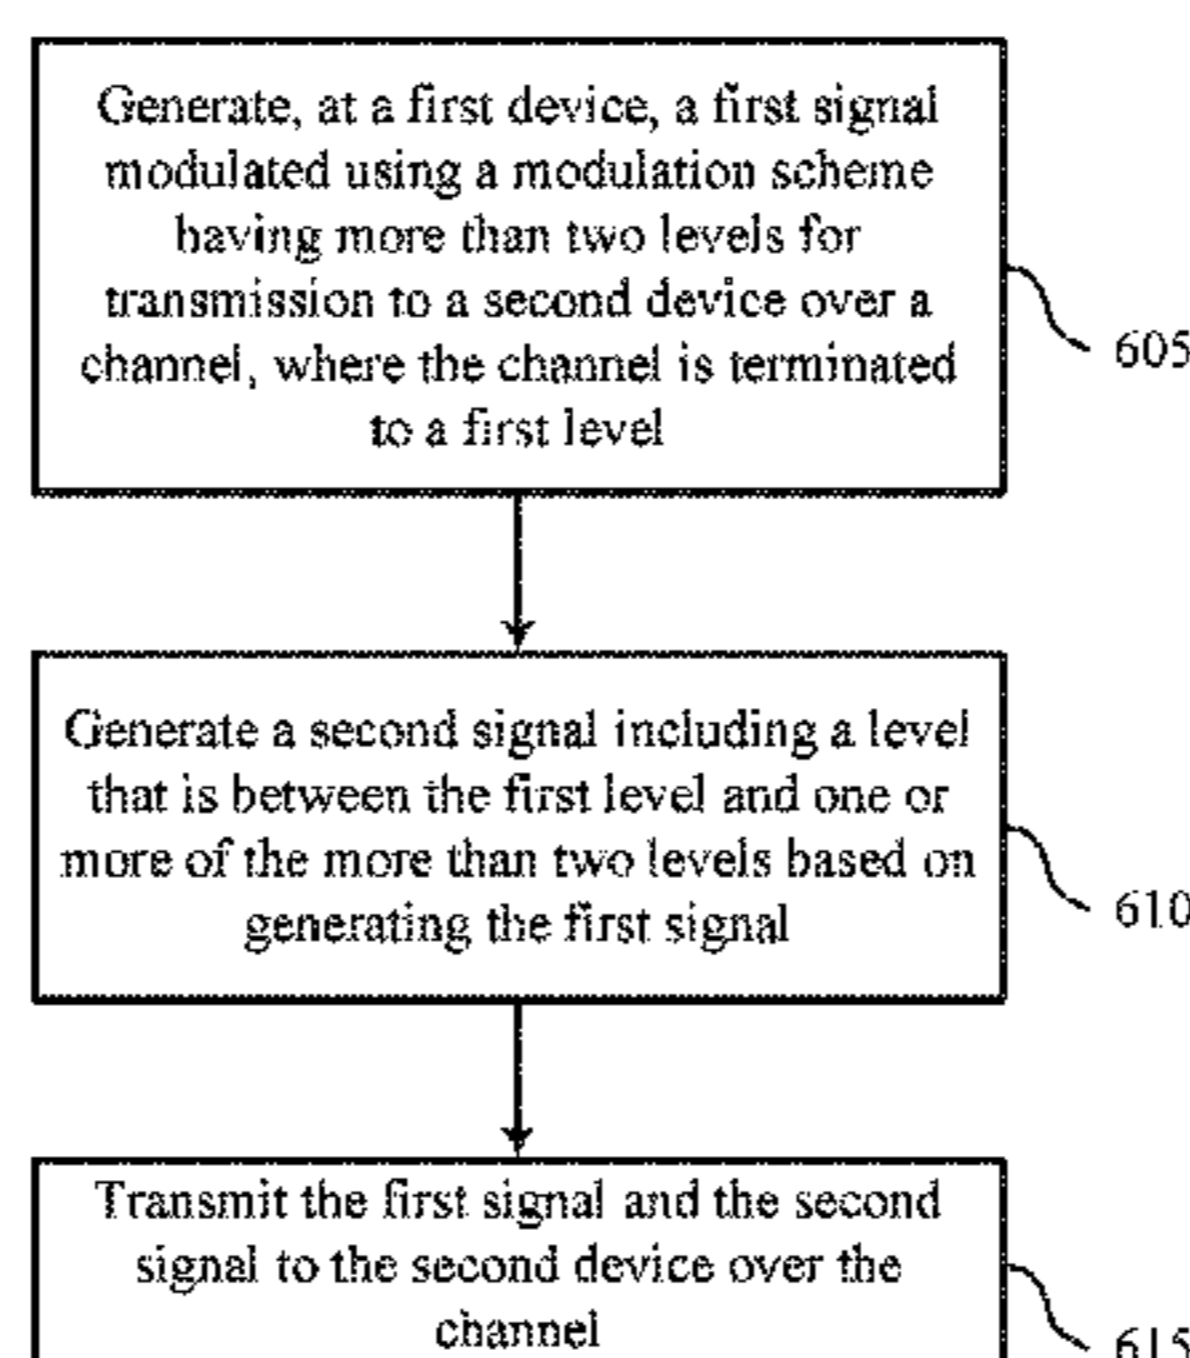 Generate, at a first device, a first signal
modulated using a modulation scheme
having more than two levels for
transmission to a second device over a
channel, where the channel is terminated
to a first level
605
Generate a second signal including a level
that is between the first level and one or
more of the more than two levels based on
generating the first signal
610
Transmit the first signal and the second
signal to the second device over the
channel
615